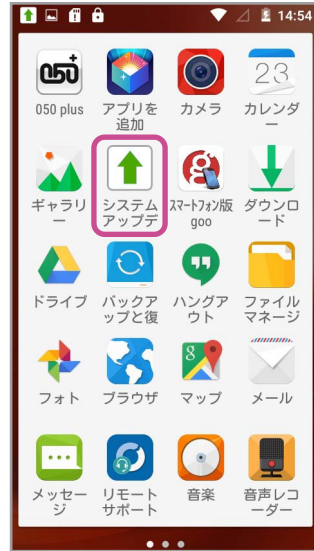 14:54
050
23
050 plus
アプリを
追加
カメラ
カレンダ
ー
g
ギャラリ
ー
システム
アップデ
スマートフォン版
goo
ダウンロ
ード
ドライブ
バックア
ップと復
ハングア
ウト
ファイル
マネージ
8
フォト
ブラウザ
マップ
メール
メッセー
ジ
リモート
サポート
音楽
音声レコ
ーダー